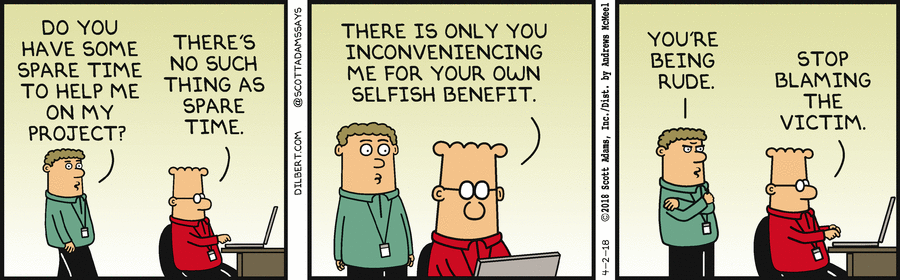 DO YOU
HAVE SOME
SPARE TIME
TO HELP ME
ON MY
PROJECT?
THERE'S
NO SUCH
THING AS
SPARE
TIME.
DILBERT.COM @SCOTTADAMSSAYS
THERE IS ONLY YOU
INCONVENIENCING
ME FOR YOUR OWN
SELFISH BENEFIT.
4-2-18 ©2018 Scott Adams, Inc./Dist. by Andrews McMeel
YOU'RE
BEING
RUDE.
STOP
BLAMING
THE
VICTIM.